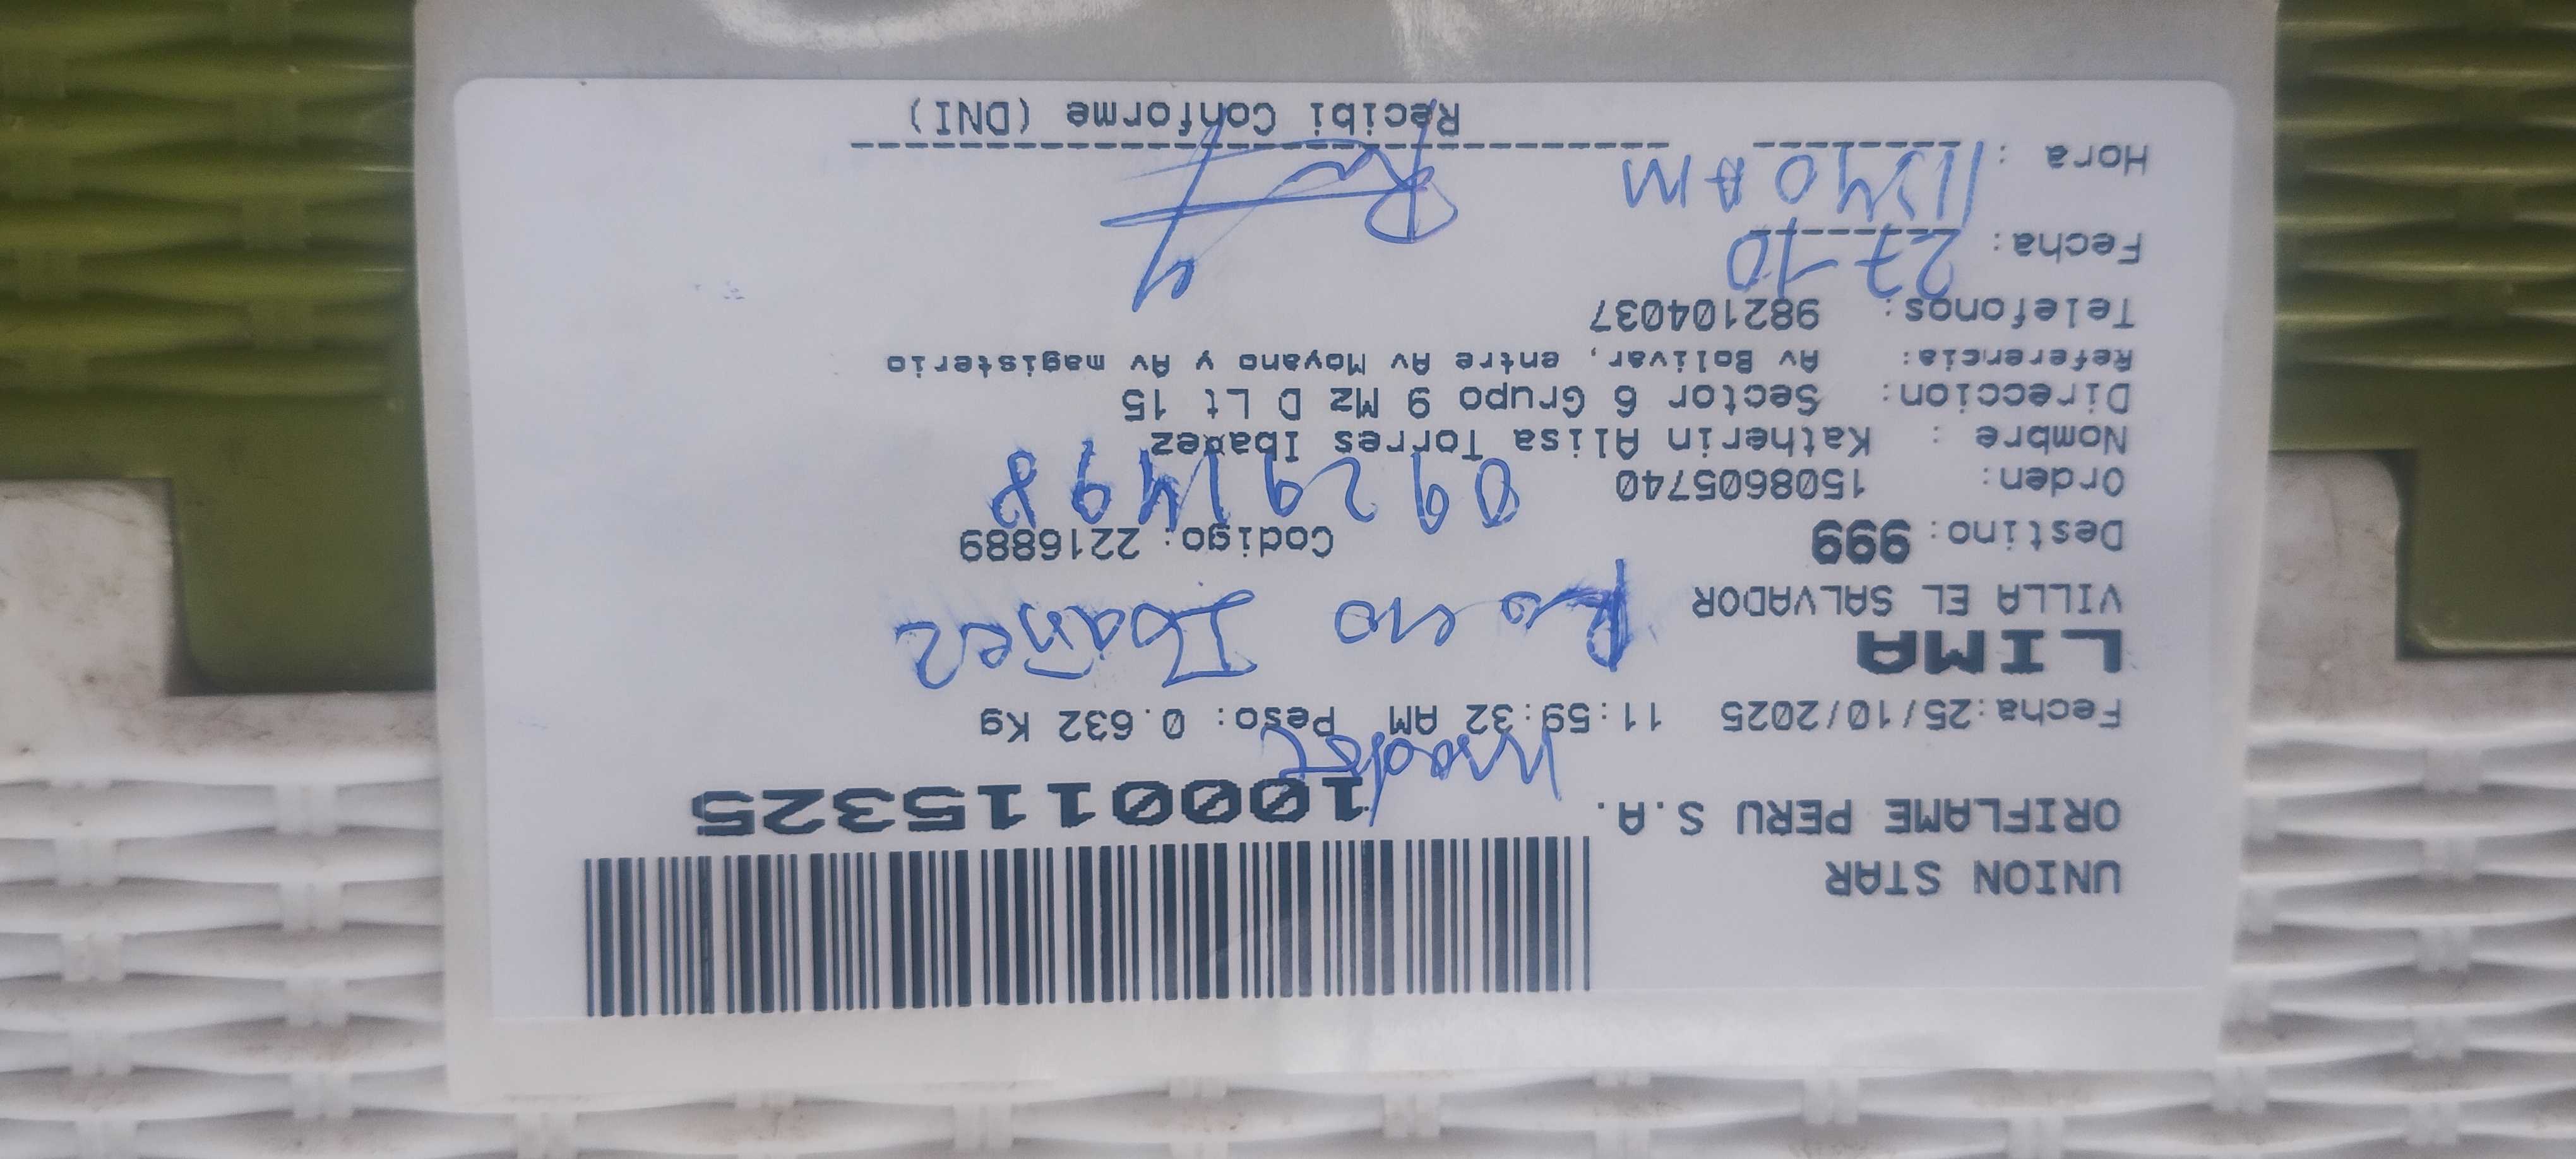 UNION STAR
ORIFLAME PERU S.A.
1000115325
Madre
Fecha:25/10/2025 11:59:32 AM Peso: 0.632 Kg
LIMA
Ibañez
VILLA EL SALVADOR
Destino: 999 Codigo: 2216889
Orden: 1508605740
09291498
Nombre : Katherin Alisa Torres Ibaqez
Direccion: Sector 6 Grupo 9 Mz D Lt 15
Referencia: Av Bolivar, entre Av Moyano y Av magisterio
Telefonos: 982104037
Fecha: 27-10
Hora : 11:40 AM
Recibi Conforme (DNI)